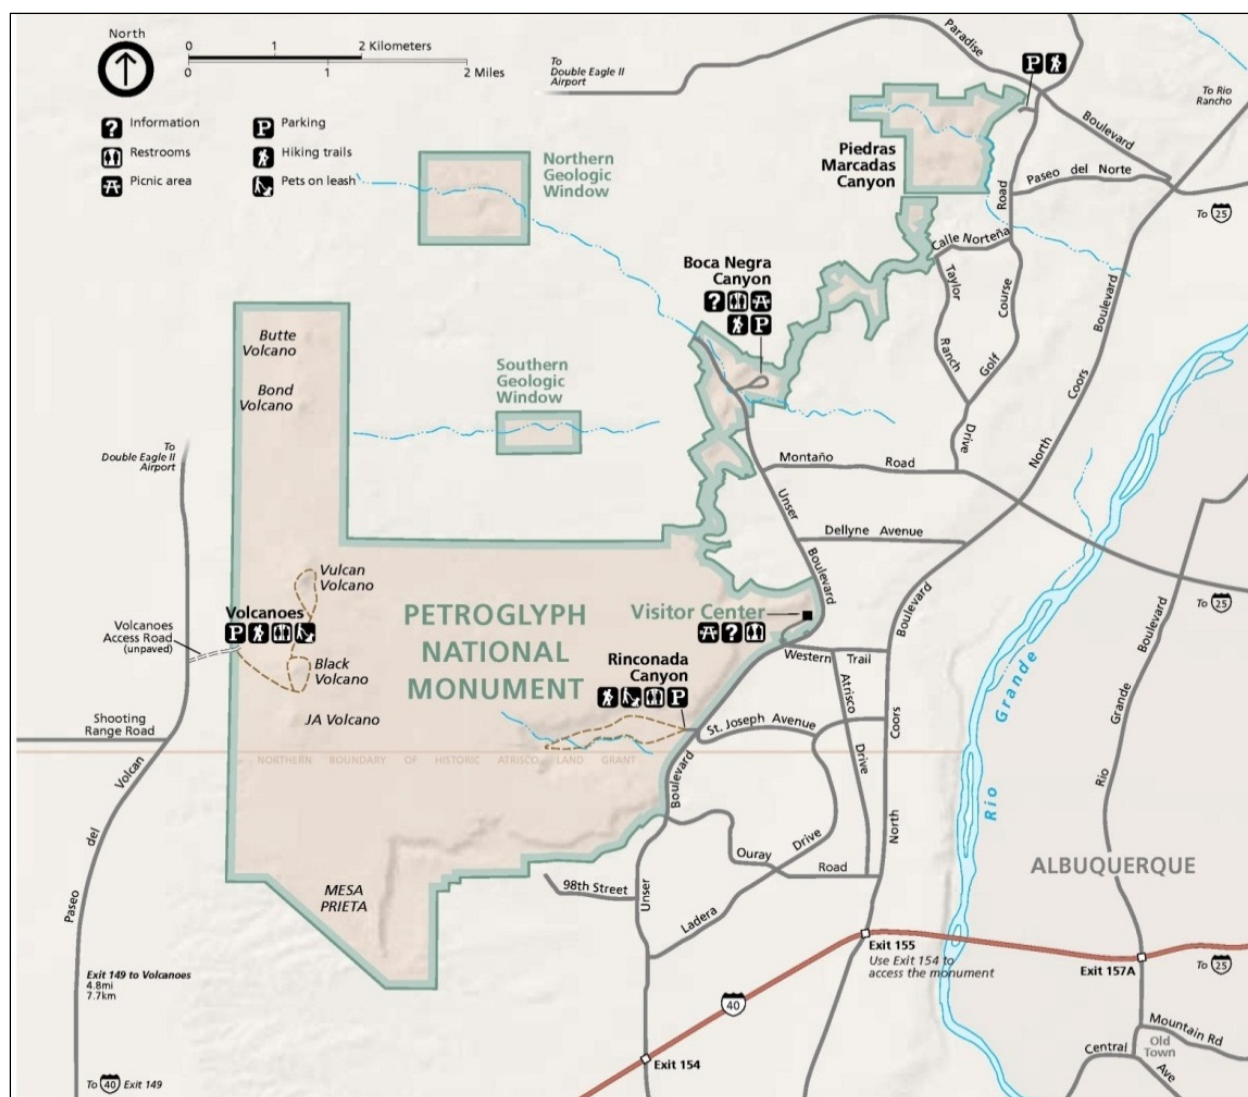 North
0 1 2 Kilometers
0 1 2 Miles
Information
Restrooms
Picnic area
Parking
Hiking trails
Pets on leash
To
Double Eagle II
Airport
Paradise
Boulevard
To Rio
Rancho
Piedras
Marcadas
Canyon
Road
Paseo del Norte
To 25
Northern
Geologic
Window
Calle Norteña
Boca Negra
Canyon
Taylor
Ranch
Drive
Golf
Course
Coors
Boulevard
North
Butte
Volcano
Bond
Volcano
Southern
Geologic
Window
To
Double Eagle II
Airport
Montaño Road
Unser
Boulevard
Dellyne Avenue
Boulevard
To 25
Vulcan
Volcano
Volcanoes
Volcanoes
Access Road
(unpaved)
Black
Volcano
JA Volcano
PETROGLYPH
NATIONAL
MONUMENT
Visitor Center
Western Trail
Rinconada
Canyon
Atrisco
Drive
Coors
North
St. Joseph Avenue
Rio
Grande
Rio
Grande
Boulevard
Shooting
Range Road
NORTHERN BOUNDARY OF HISTORIC ATRISCO LAND GRANT
Boulevard
Unser
Paseo
del
Volcan
Ouray
Road
Drive
Ladera
98th Street
MESA
PRIETA
ALBUQUERQUE
Exit 149 to Volcanoes
4.8mi
7.7km
Exit 155
Use Exit 154 to
access the monument
Exit 157A
To 25
40
Exit 154
To 40 Exit 149
Mountain Rd
Old
Town
Central
Ave